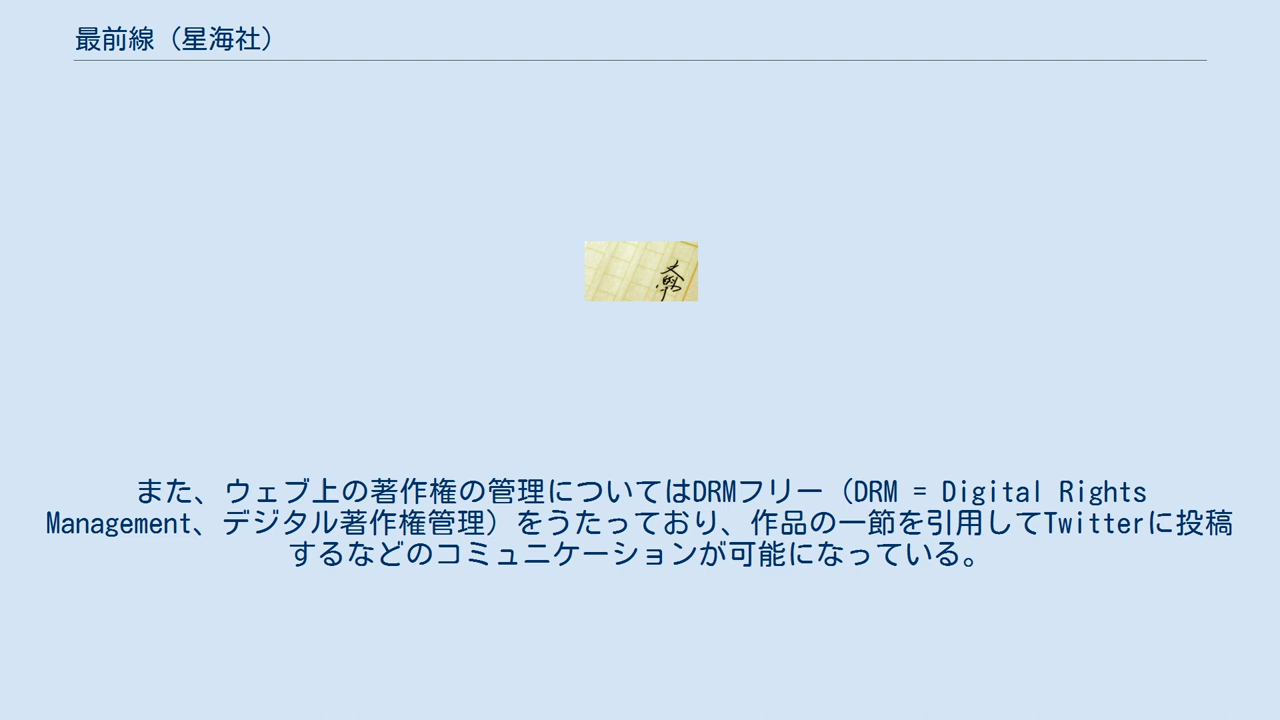 最前線（星海社）
また、ウェブ上の著作権の管理についてはDRMフリー（DRM = Digital Rights
Management、デジタル著作権管理）をうたっており、作品の一節を引用してTwitterに投稿
するなどのコミュニケーションが可能になっている。